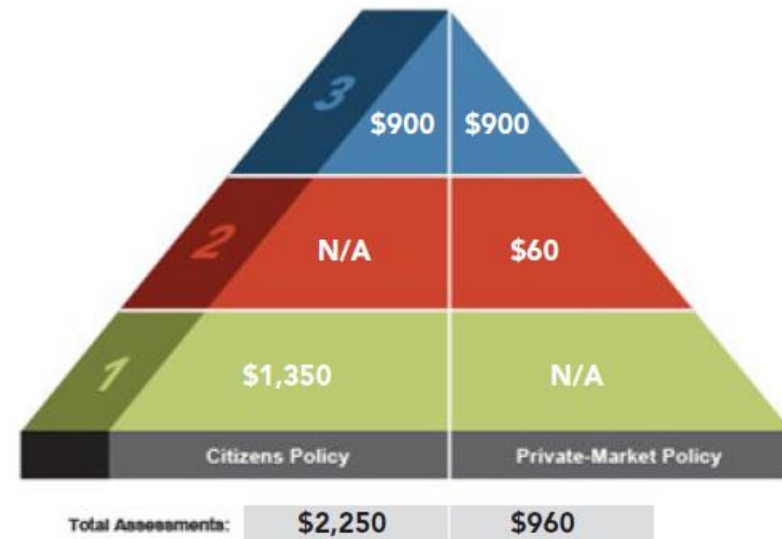 3 $900 $900
2 N/A $60
1 $1,350 N/A
Citizens Policy Private-Market Policy
Total Assessments: $2,250 $960